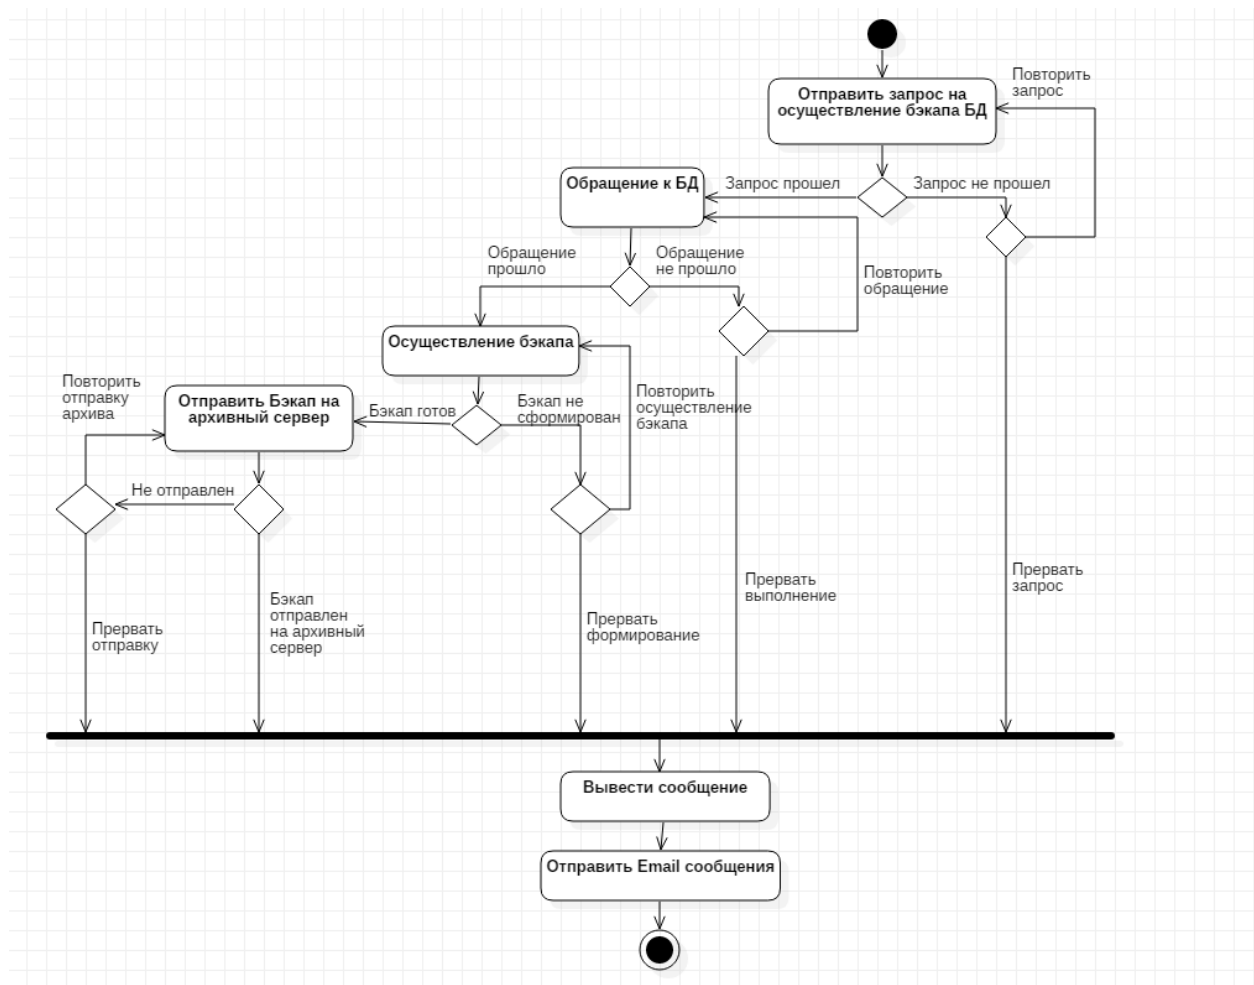 Повторить
запрос
Отправить запрос на
осуществление бэкапа БД
Обращение к БД
Запрос прошел
Запрос не прошел
Обращение
прошло
Обращение
не прошло
Повторить
обращение
Осуществление бэкапа
Повторить
отправку
архива
Отправить Бэкап на
архивный сервер
Бэкап готов
Бэкап не
сформирован
Повторить
осуществление
бэкапа
Не отправлен
Прервать
отправку
Бэкап
отправлен
на архивный
сервер
Прервать
формирование
Прервать
выполнение
Прервать
запрос
Вывести сообщение
Отправить Email сообщения